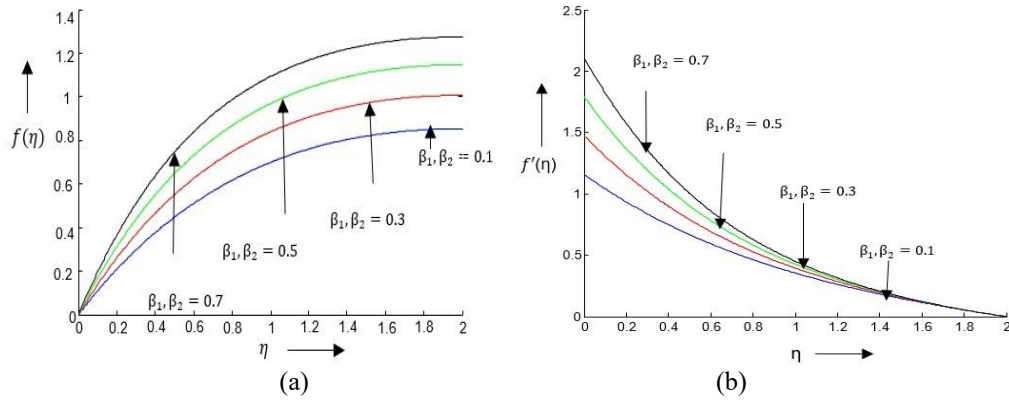 1.4
1.2
1
0.8
0.6
0.4
0.2
0
f(η)
β₁, β₂ = 0.1
β₁, β₂ = 0.3
β₁, β₂ = 0.5
β₁, β₂ = 0.7
0 0.2 0.4 0.6 0.8 1 1.2 1.4 1.6 1.8 2
η
(a)
2.5
2
1.5
1
0.5
0
f′(η)
β₁, β₂ = 0.7
β₁, β₂ = 0.5
β₁, β₂ = 0.3
β₁, β₂ = 0.1
0 0.2 0.4 0.6 0.8 1 1.2 1.4 1.6 1.8 2
η
(b)